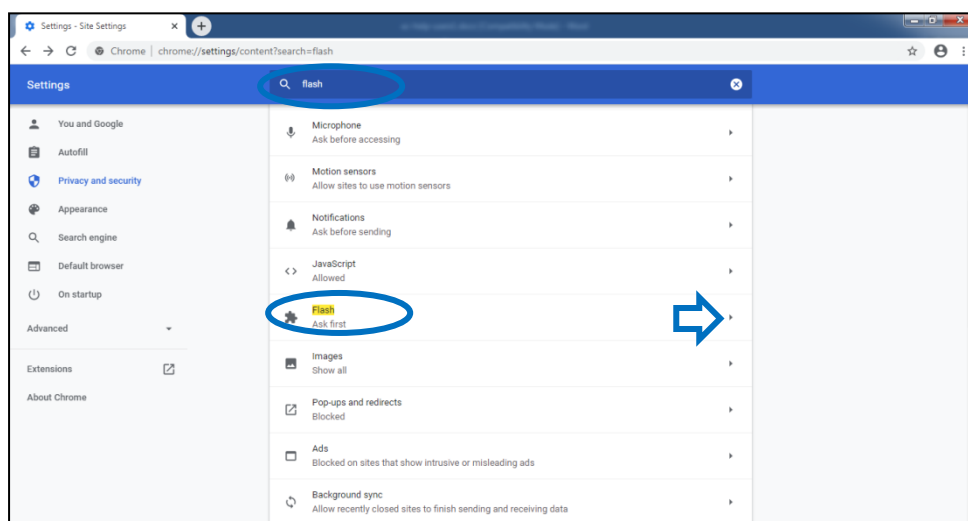 Settings - Site Settings
Chrome | chrome://settings/content?search=flash
Settings
flash
You and Google
Autofill
Privacy and security
Appearance
Search engine
Default browser
On startup
Advanced
Extensions
About Chrome
Microphone
Ask before accessing
Motion sensors
Allow sites to use motion sensors
Notifications
Ask before sending
JavaScript
Allowed
Flash
Ask first
Images
Show all
Pop-ups and redirects
Blocked
Ads
Blocked on sites that show intrusive or misleading ads
Background sync
Allow recently closed sites to finish sending and receiving data